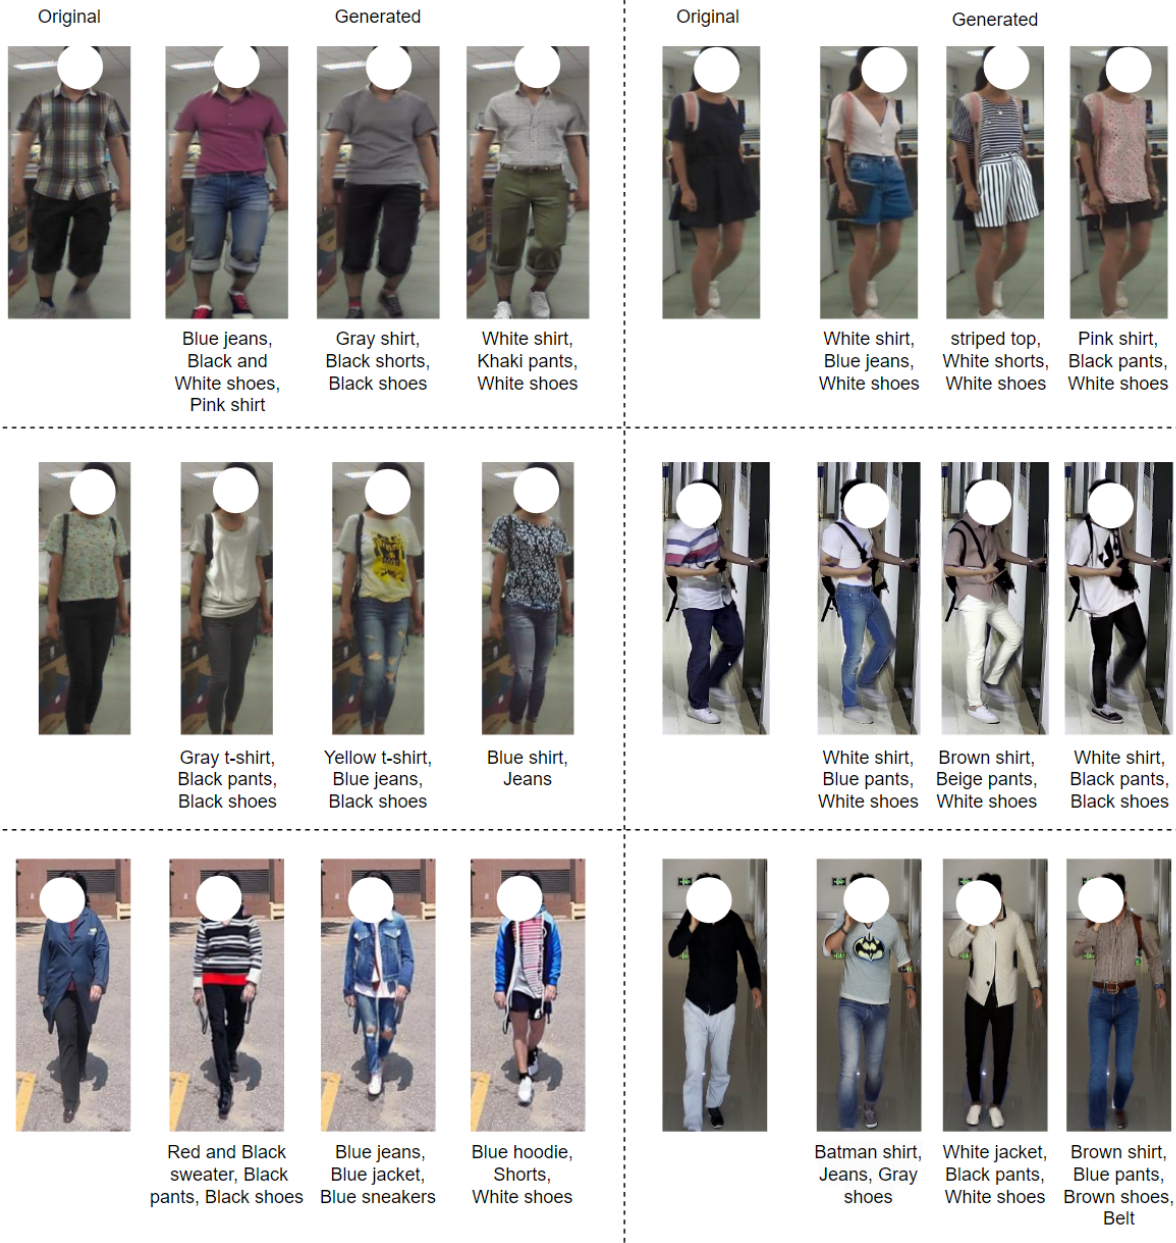 Original
Generated
Original
Generated
Blue jeans,
Black and
White shoes,
Pink shirt
Gray shirt,
Black shorts,
Black shoes
White shirt,
Khaki pants,
White shoes
White shirt,
Blue jeans,
White shoes
striped top,
White shorts,
White shoes
Pink shirt,
Black pants,
White shoes
Gray t-shirt,
Black pants,
Black shoes
Yellow t-shirt,
Blue jeans,
Black shoes
Blue shirt,
Jeans
White shirt,
Blue pants,
White shoes
Brown shirt,
Beige pants,
White shoes
White shirt,
Black pants,
Black shoes
Red and Black
sweater, Black
pants, Black shoes
Blue jeans,
Blue jacket,
Blue sneakers
Blue hoodie,
Shorts,
White shoes
Batman shirt,
Jeans, Gray
shoes
White jacket,
Black pants,
White shoes
Brown shirt,
Blue pants,
Brown shoes,
Belt